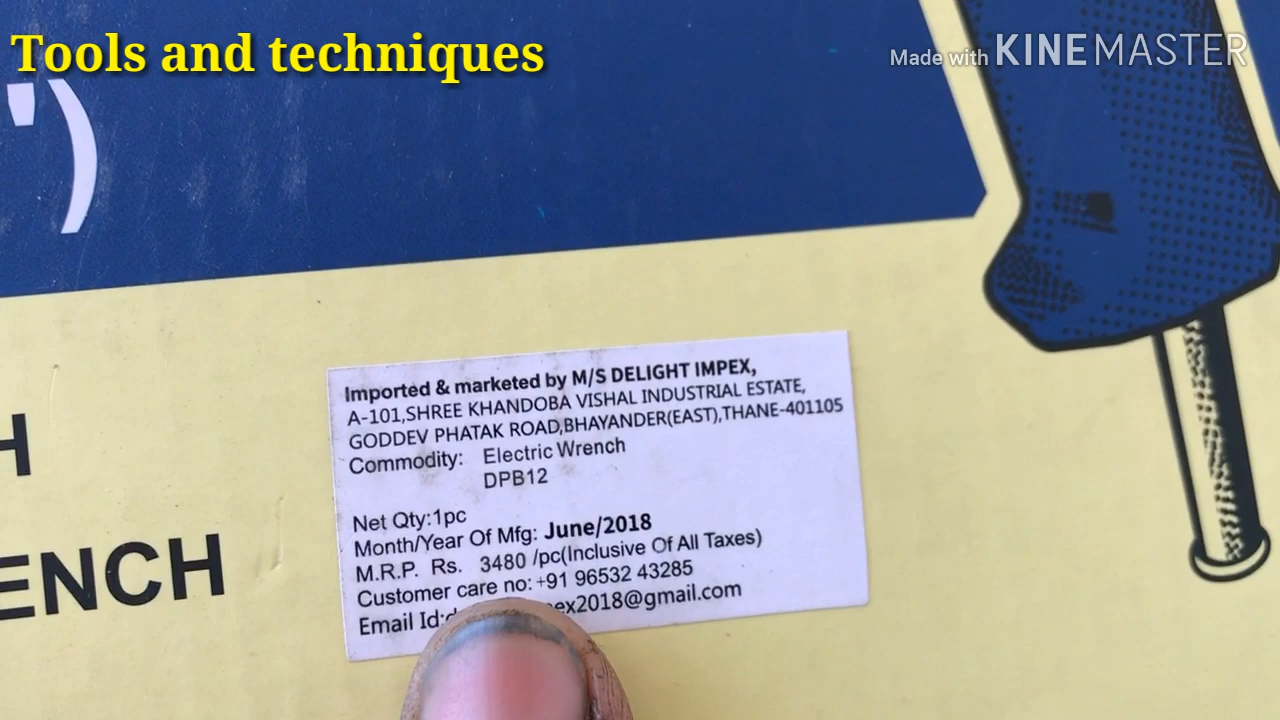 Tools and techniques
Made with KINEMASTER
')
H
ENCH
Imported & marketed by M/S DELIGHT IMPEX,
A-101,SHREE KHANDOBA VISHAL INDUSTRIAL ESTATE,
GODDEV PHATAK ROAD,BHAYANDER(EAST),THANE-401105
Commodity: Electric Wrench
DPB12
Net Qty:1pc
Month/Year Of Mfg: June/2018
M.R.P. Rs. 3480 /pc(Inclusive Of All Taxes)
Customer care no: +91 96532 43285
Email Id: ex2018@gmail.com